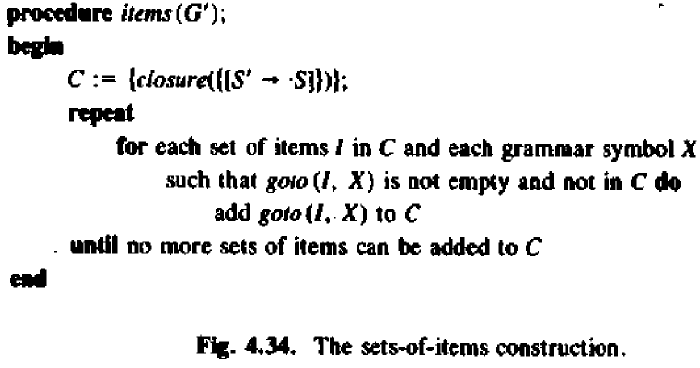 procedure items(G′);
begin
C := {closure({[S′ → ·S]})};
repeat
for each set of items I in C and each grammar symbol X
such that goto(I, X) is not empty and not in C do
add goto(I, X) to C
until no more sets of items can be added to C
end
Fig. 4.34. The sets-of-items construction.